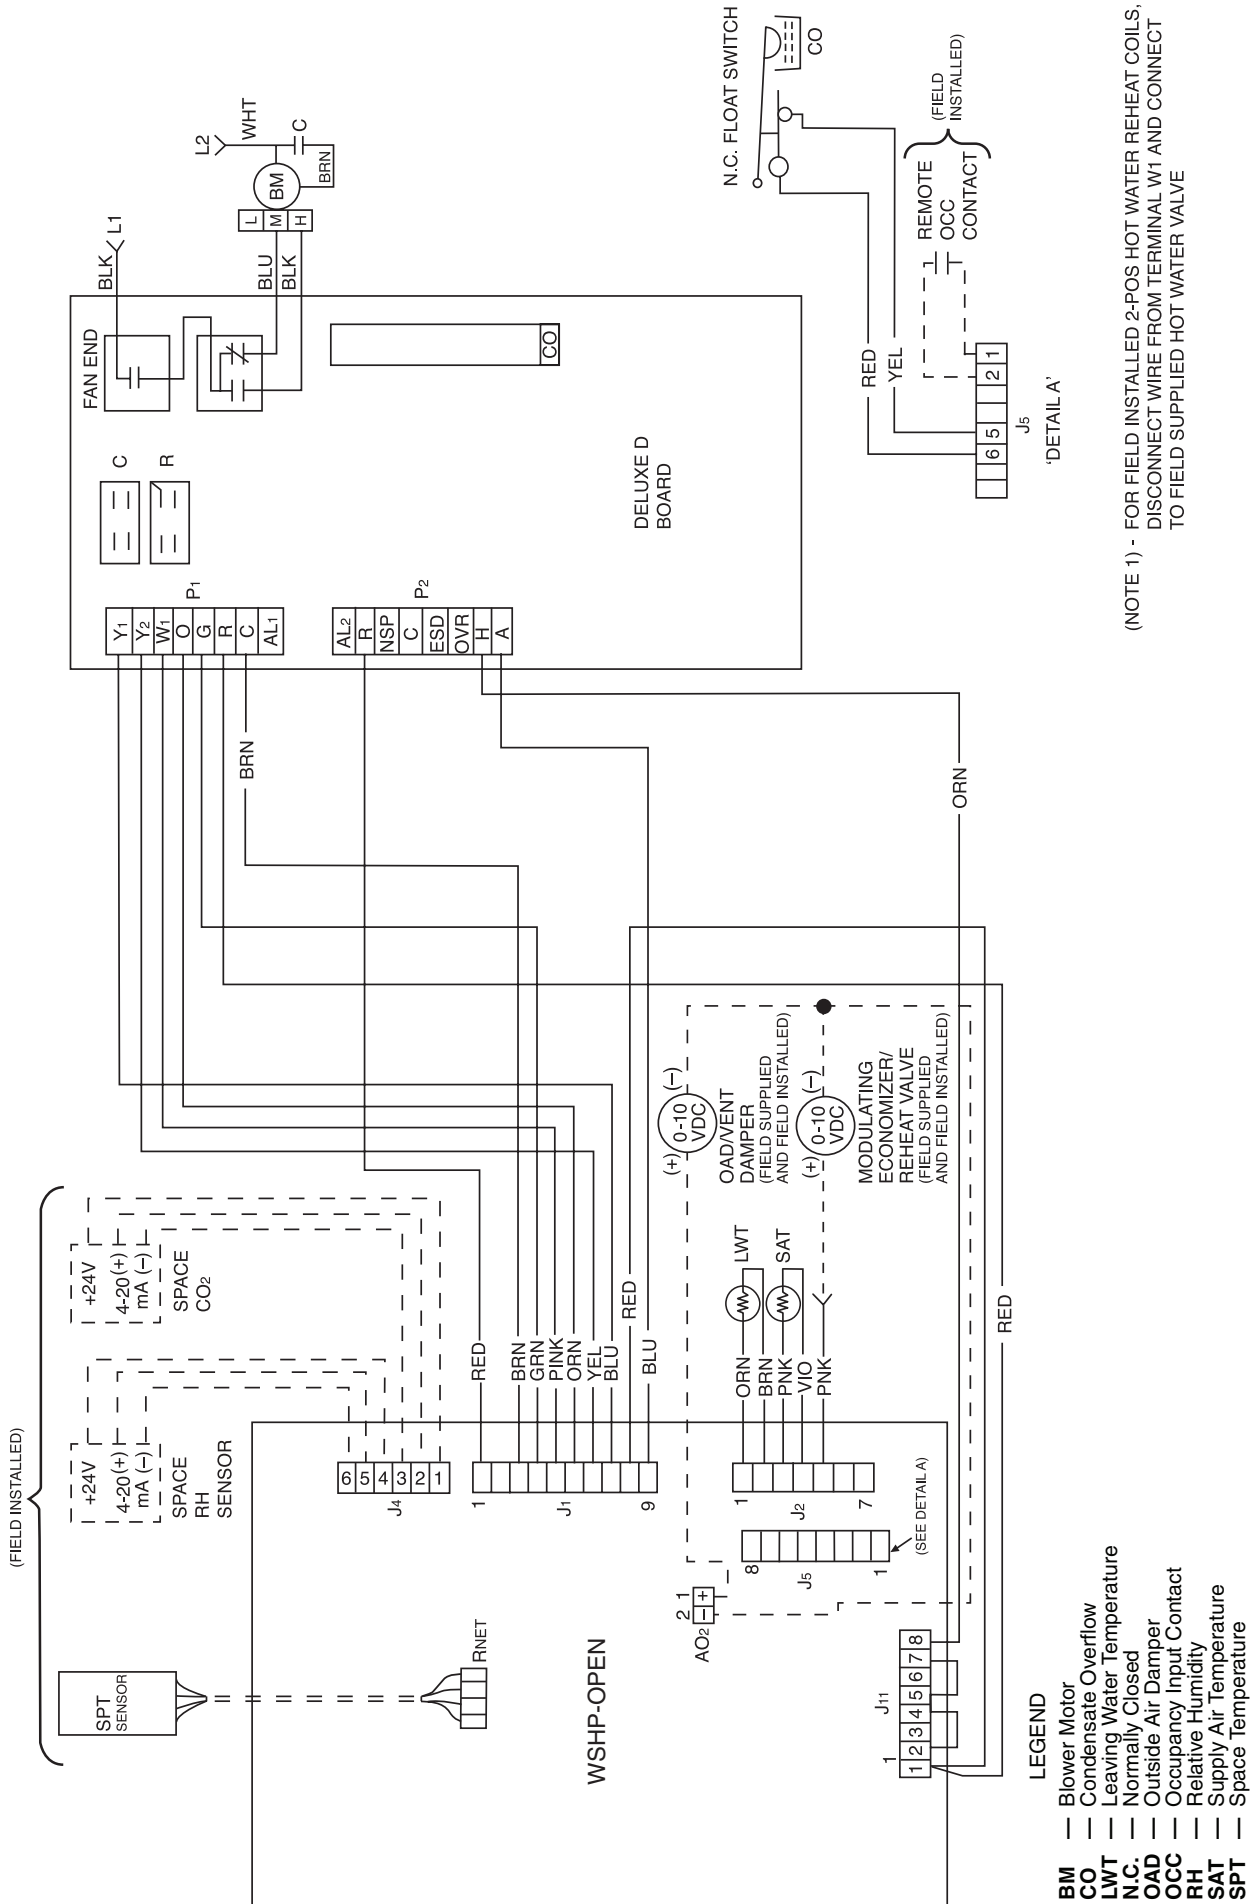 (FIELD INSTALLED)
SPT
SENSOR
+24V
4-20 (+)
mA (−)
SPACE
RH
SENSOR
+24V
4-20 (+)
mA (−)
SPACE
CO2
RNET
WSHP-OPEN
6 5 4 3 2 1
J4
1
J1
9
RED
BRN
GRN
PINK
ORN
YEL
BLU
RED
BLU
1
J2
7
ORN
BRN
PNK
VIO
PNK
LWT
SAT
8
J5
1
(SEE DETAIL A)
AO2
2 1
− +
J11
1
1 2 3 4 5 6 7 8
(+)
0-10
VDC
(−)
OAD/VENT
DAMPER
(FIELD SUPPLIED
AND FIELD INSTALLED)
(+)
0-10
VDC
(−)
MODULATING
ECONOMIZER/
REHEAT VALVE
(FIELD SUPPLIED
AND FIELD INSTALLED)
RED
ORN
BRN
Y1
Y2
W1
O
G
R
C
AL1
P1
AL2
R
NSP
C
ESD
OVR
H
A
P2
C
R
DELUXE D
BOARD
FAN END
CO
BLK
L1
BLU
BLK
L
M
H
BM
L2
WHT
C
BRN
N.C. FLOAT SWITCH
CO
RED
YEL
REMOTE
OCC
CONTACT
(FIELD
INSTALLED)
6 5 2 1
J5
‘DETAIL A’
(NOTE 1) - FOR FIELD INSTALLED 2-POS HOT WATER REHEAT COILS,
DISCONNECT WIRE FROM TERMINAL W1 AND CONNECT
TO FIELD SUPPLIED HOT WATER VALVE
LEGEND
BM — Blower Motor
CO — Condensate Overflow
LWT — Leaving Water Temperature
N.C. — Normally Closed
OAD — Outside Air Damper
OCC — Occupancy Input Contact
RH — Relative Humidity
SAT — Supply Air Temperature
SPT — Space Temperature